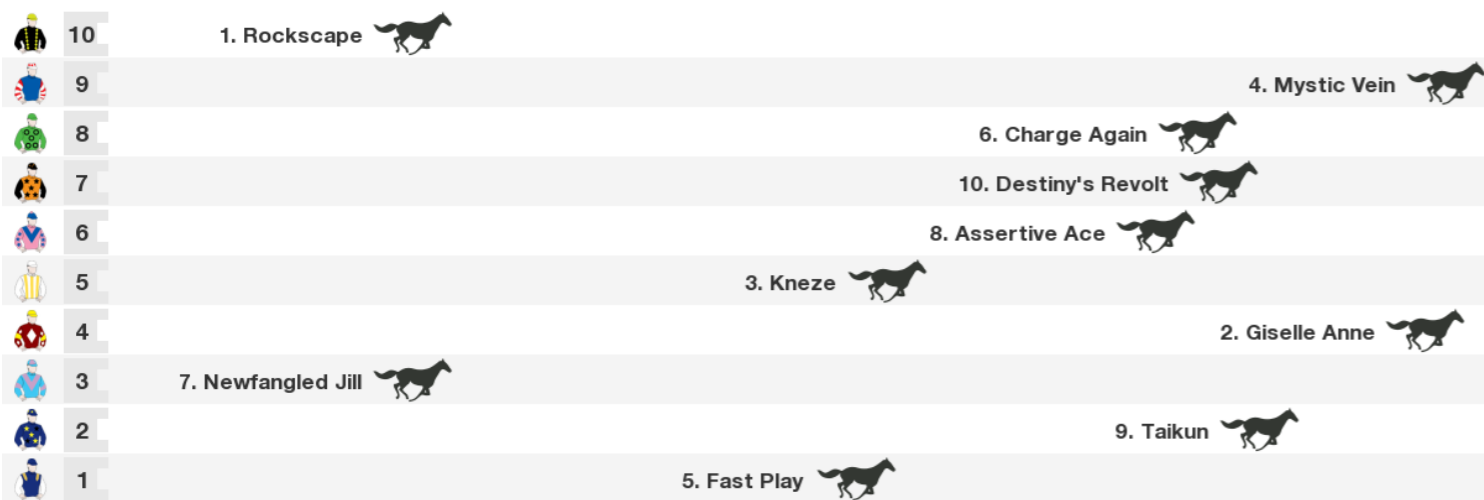 10 1. Rockscape
9 4. Mystic Vein
8 6. Charge Again
7 10. Destiny's Revolt
6 8. Assertive Ace
5 3. Kneze
4 2. Giselle Anne
3 7. Newfangled Jill
2 9. Taikun
1 5. Fast Play